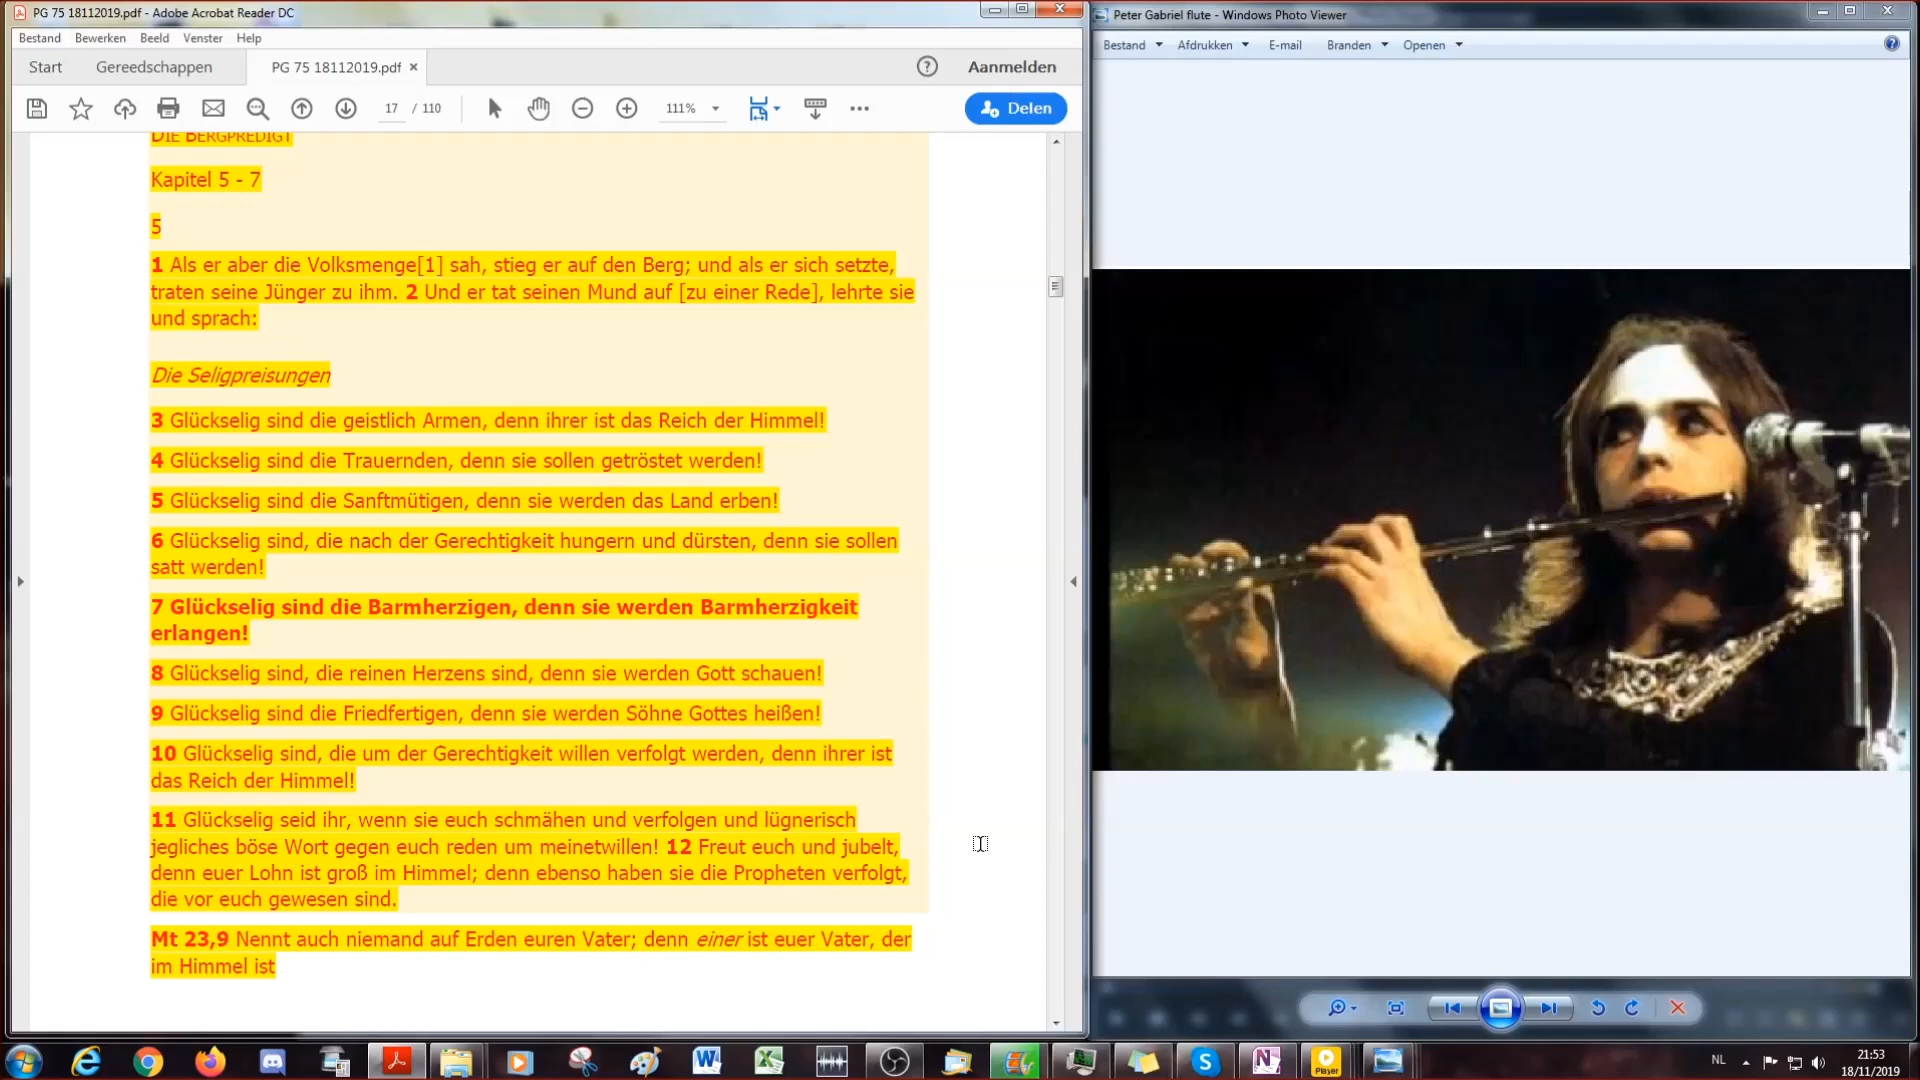 PG 75 18112019.pdf - Adobe Acrobat Reader DC
Bestand Bewerken Beeld Venster Help
Start Gereedschappen PG 75 18112019.pdf × Aanmelden
17 / 110 111% Delen
DIE BERGPREDIGT
Kapitel 5 - 7
5
1 Als er aber die Volksmenge[1] sah, stieg er auf den Berg; und als er sich setzte,
traten seine Jünger zu ihm. 2 Und er tat seinen Mund auf [zu einer Rede], lehrte sie
und sprach:
Die Seligpreisungen
3 Glückselig sind die geistlich Armen, denn ihrer ist das Reich der Himmel!
4 Glückselig sind die Trauernden, denn sie sollen getröstet werden!
5 Glückselig sind die Sanftmütigen, denn sie werden das Land erben!
6 Glückselig sind, die nach der Gerechtigkeit hungern und dürsten, denn sie sollen
satt werden!
7 Glückselig sind die Barmherzigen, denn sie werden Barmherzigkeit
erlangen!
8 Glückselig sind, die reinen Herzens sind, denn sie werden Gott schauen!
9 Glückselig sind die Friedfertigen, denn sie werden Söhne Gottes heißen!
10 Glückselig sind, die um der Gerechtigkeit willen verfolgt werden, denn ihrer ist
das Reich der Himmel!
11 Glückselig seid ihr, wenn sie euch schmähen und verfolgen und lügnerisch
jegliches böse Wort gegen euch reden um meinetwillen! 12 Freut euch und jubelt,
denn euer Lohn ist groß im Himmel; denn ebenso haben sie die Propheten verfolgt,
die vor euch gewesen sind.
Mt 23,9 Nennt auch niemand auf Erden euren Vater; denn einer ist euer Vater, der
im Himmel ist
Peter Gabriel flute - Windows Photo Viewer
Bestand Afdrukken E-mail Branden Openen
Player
NL
21:53
18/11/2019